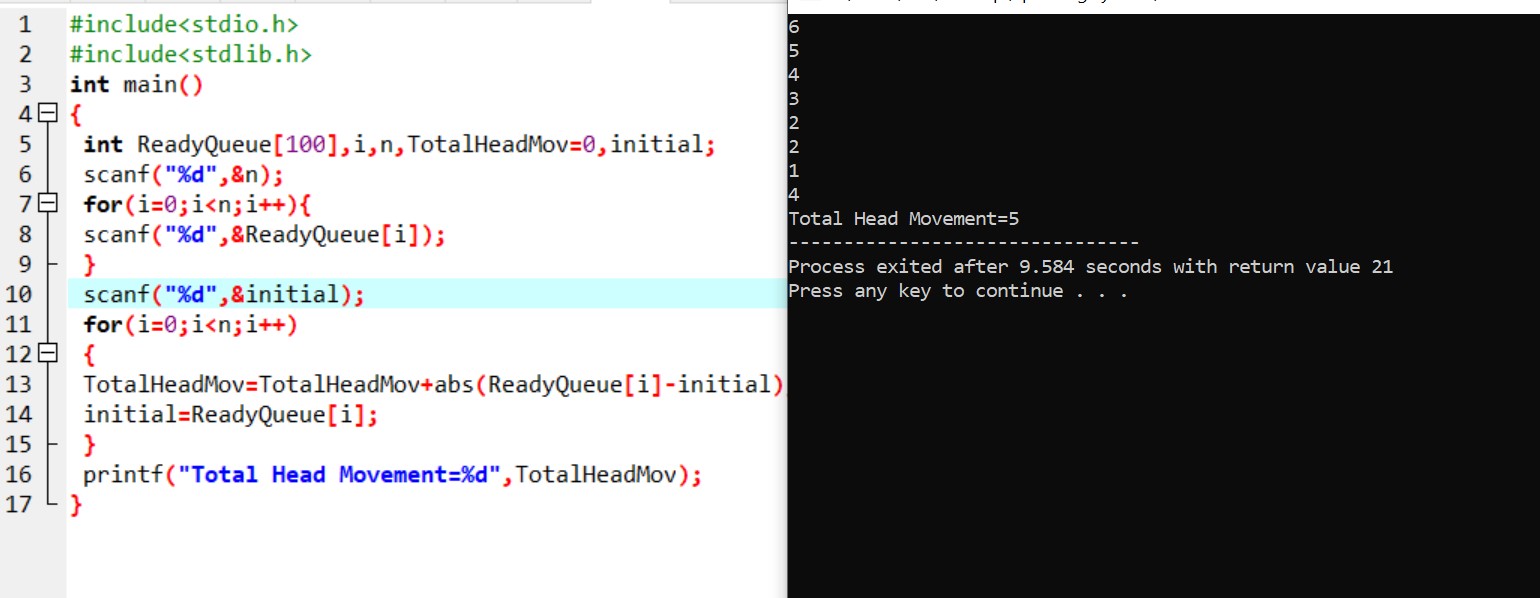 1 #include<stdio.h>
2 #include<stdlib.h>
3 int main()
4 {
5 int ReadyQueue[100],i,n,TotalHeadMov=0,initial;
6 scanf("%d",&n);
7 for(i=0;i<n;i++){
8 scanf("%d",&ReadyQueue[i]);
9 }
10 scanf("%d",&initial);
11 for(i=0;i<n;i++)
12 {
13 TotalHeadMov=TotalHeadMov+abs(ReadyQueue[i]-initial)
14 initial=ReadyQueue[i];
15 }
16 printf("Total Head Movement=%d",TotalHeadMov);
17 }
6
5
4
3
2
2
1
4
Total Head Movement=5
--------------------------------
Process exited after 9.584 seconds with return value 21
Press any key to continue . . .